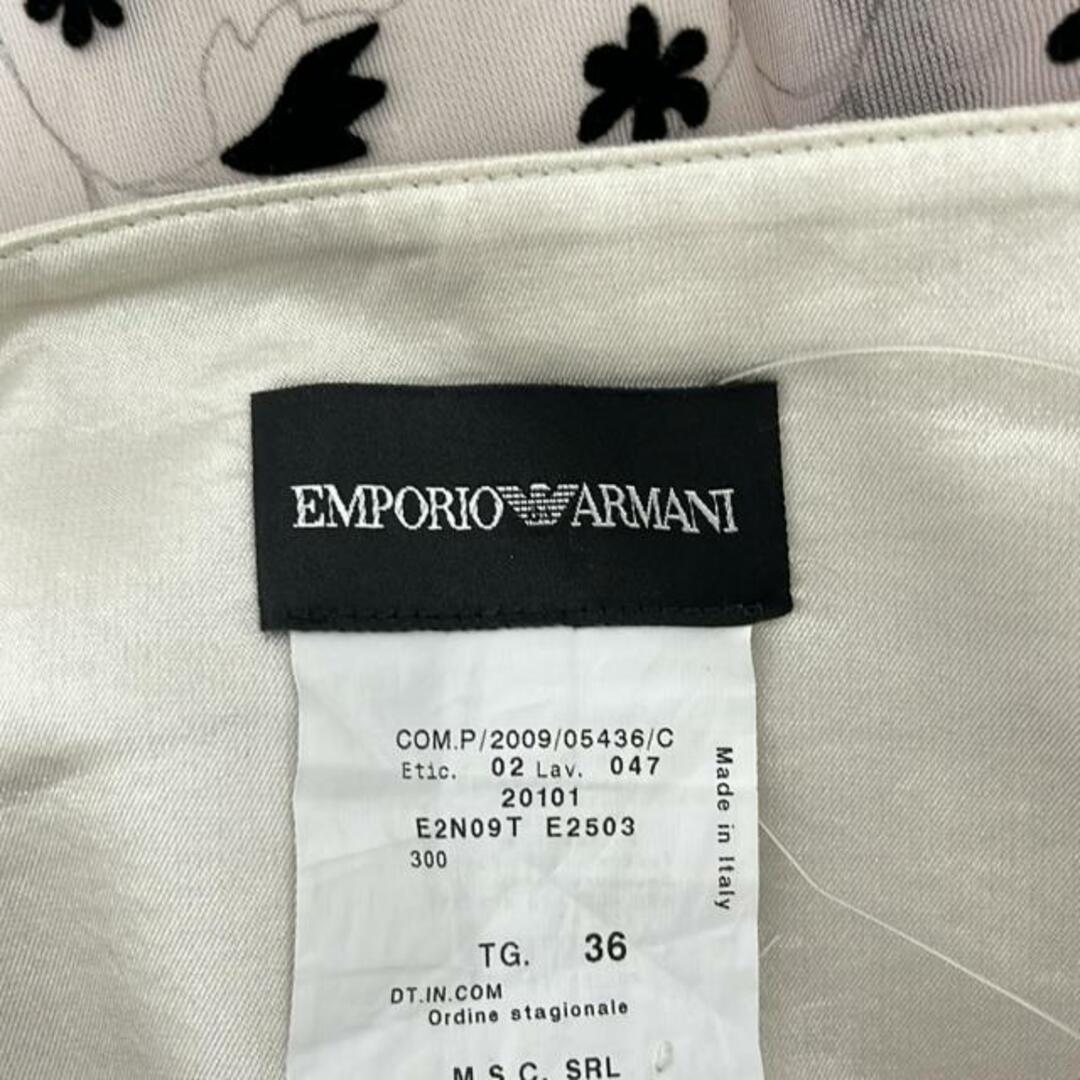 EMPORIO ARMANI
COM.P/2009/05436/C
Etic. 02 Lav. 047
20101
E2N09T E2503
300
Made in Italy
TG. 36
DT.IN.COM
Ordine stagionale
M.S.C. SRL